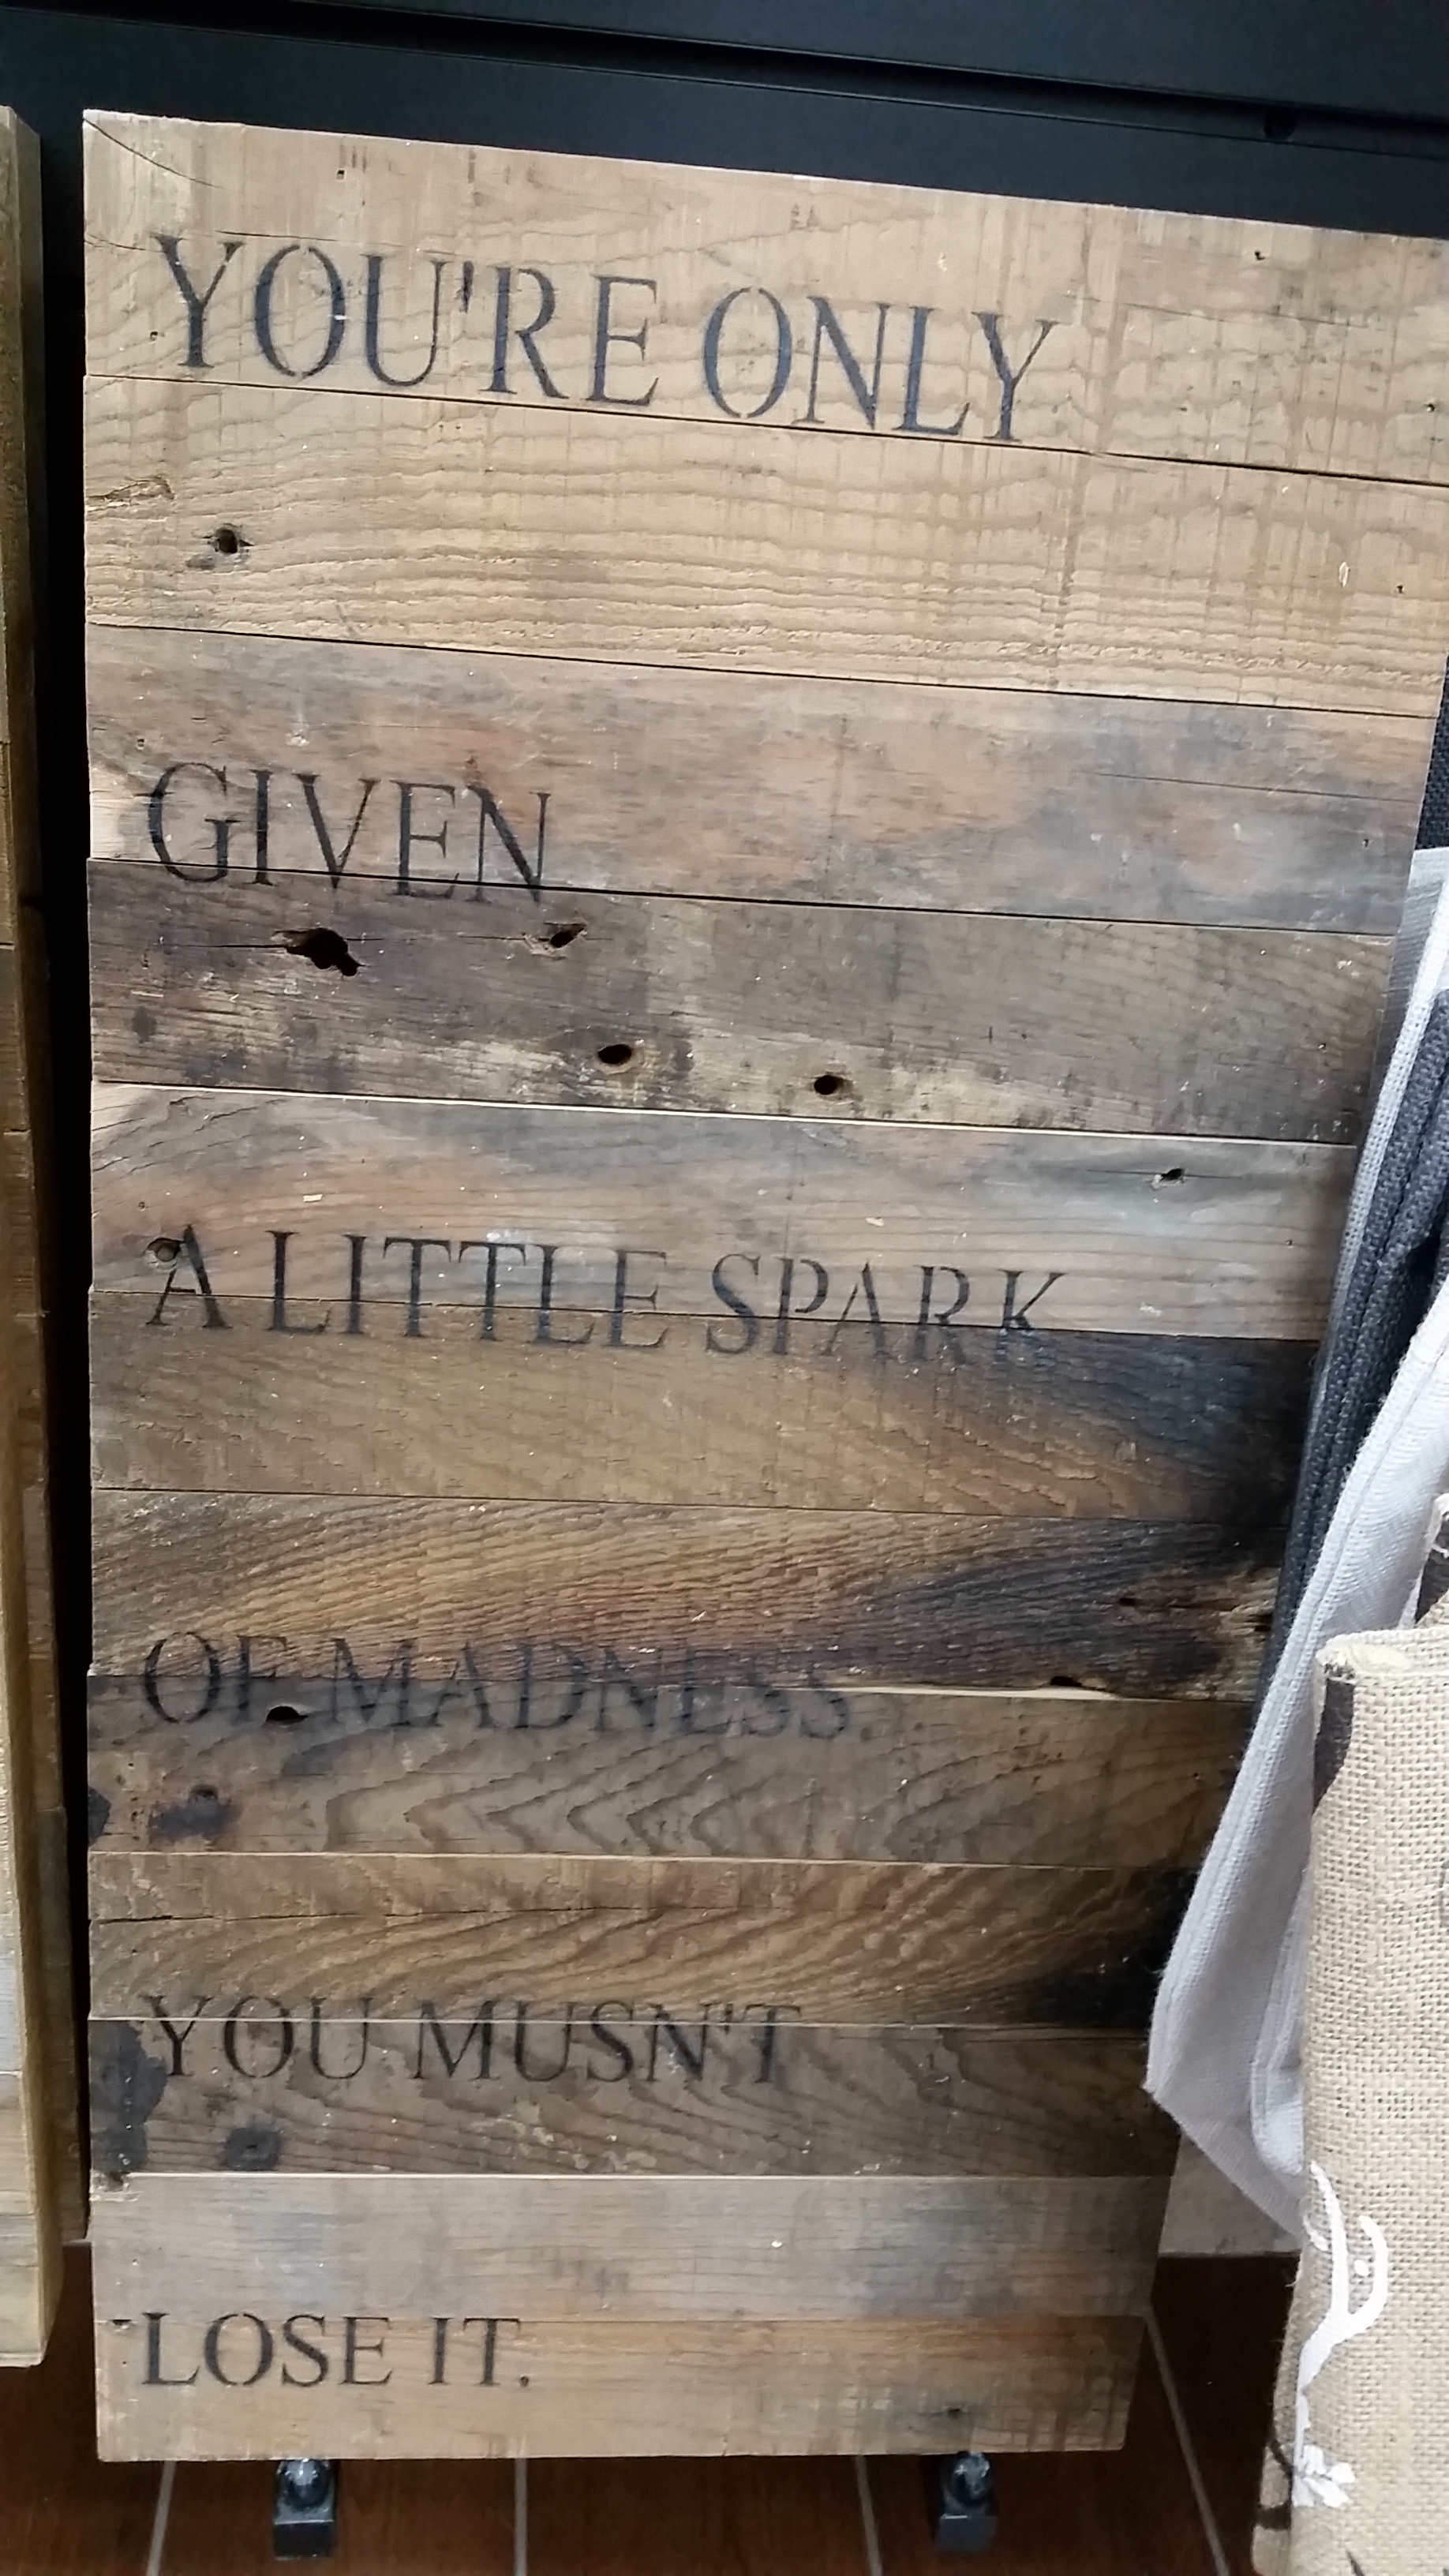 YOU'RE ONLY
GIVEN
A LITTLE SPARK
OF MADNESS.
YOU MUSN'T
LOSE IT.